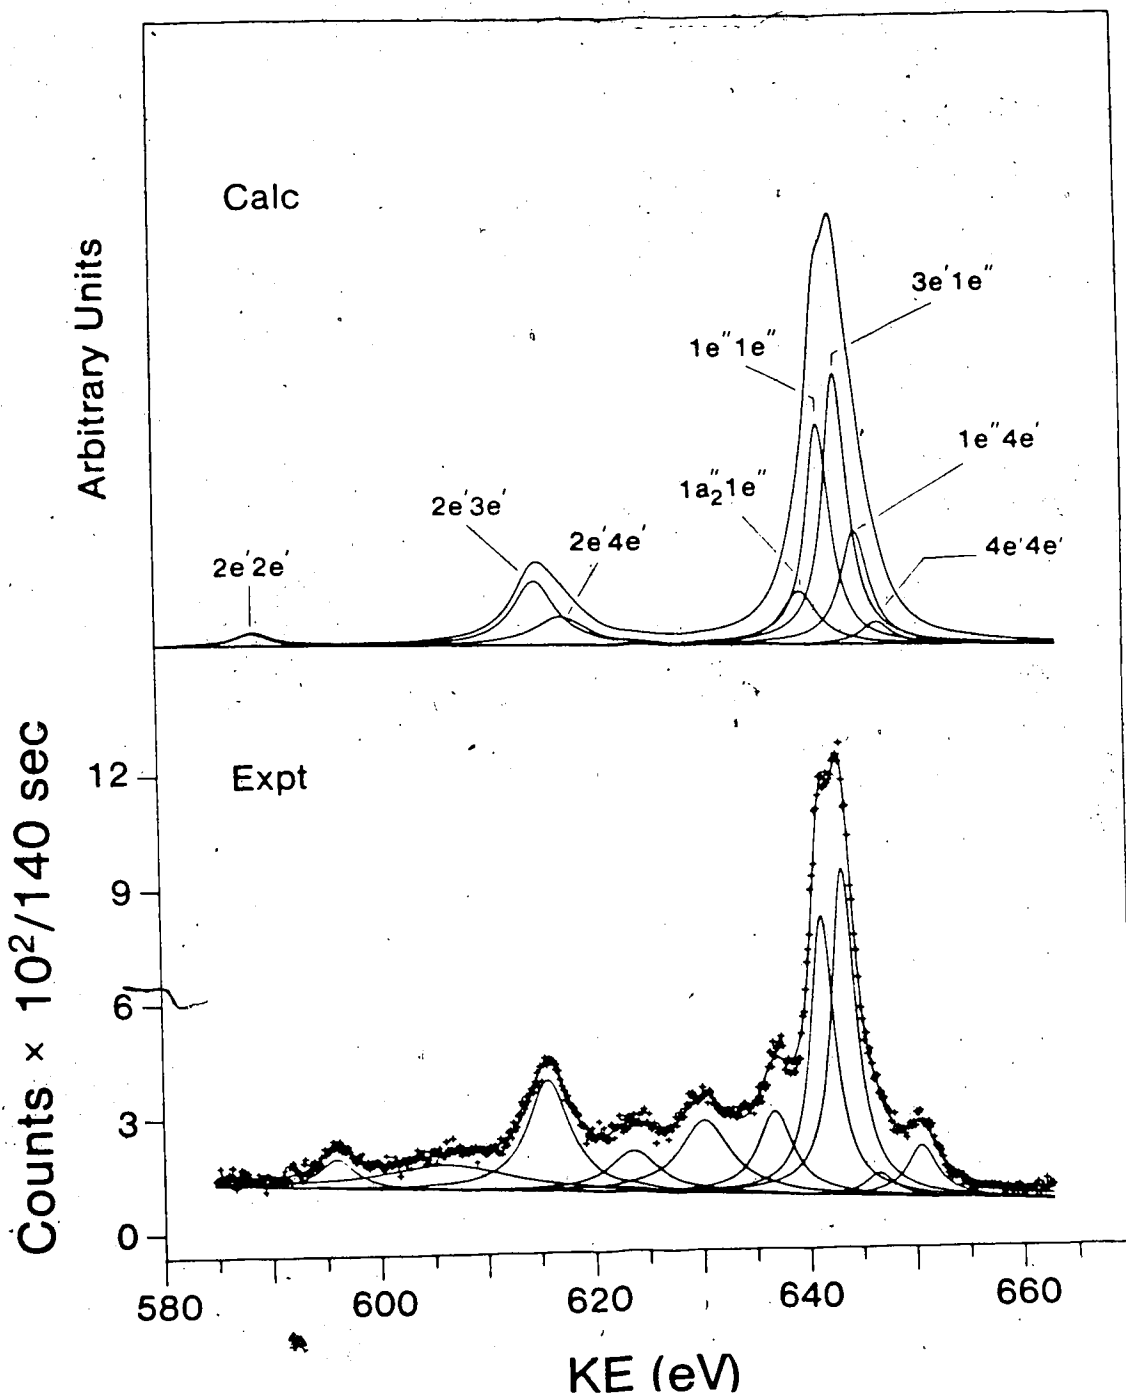 Calc
Arbitrary Units
3e′1e″
1e″1e″
1e″4e′
1a₂″1e″
2e′3e′
2e′4e′
4e′4e′
2e′2e′
Expt
Counts × 10²/140 sec
12
9
6
3
0
580 600 620 640 660
KE (eV)